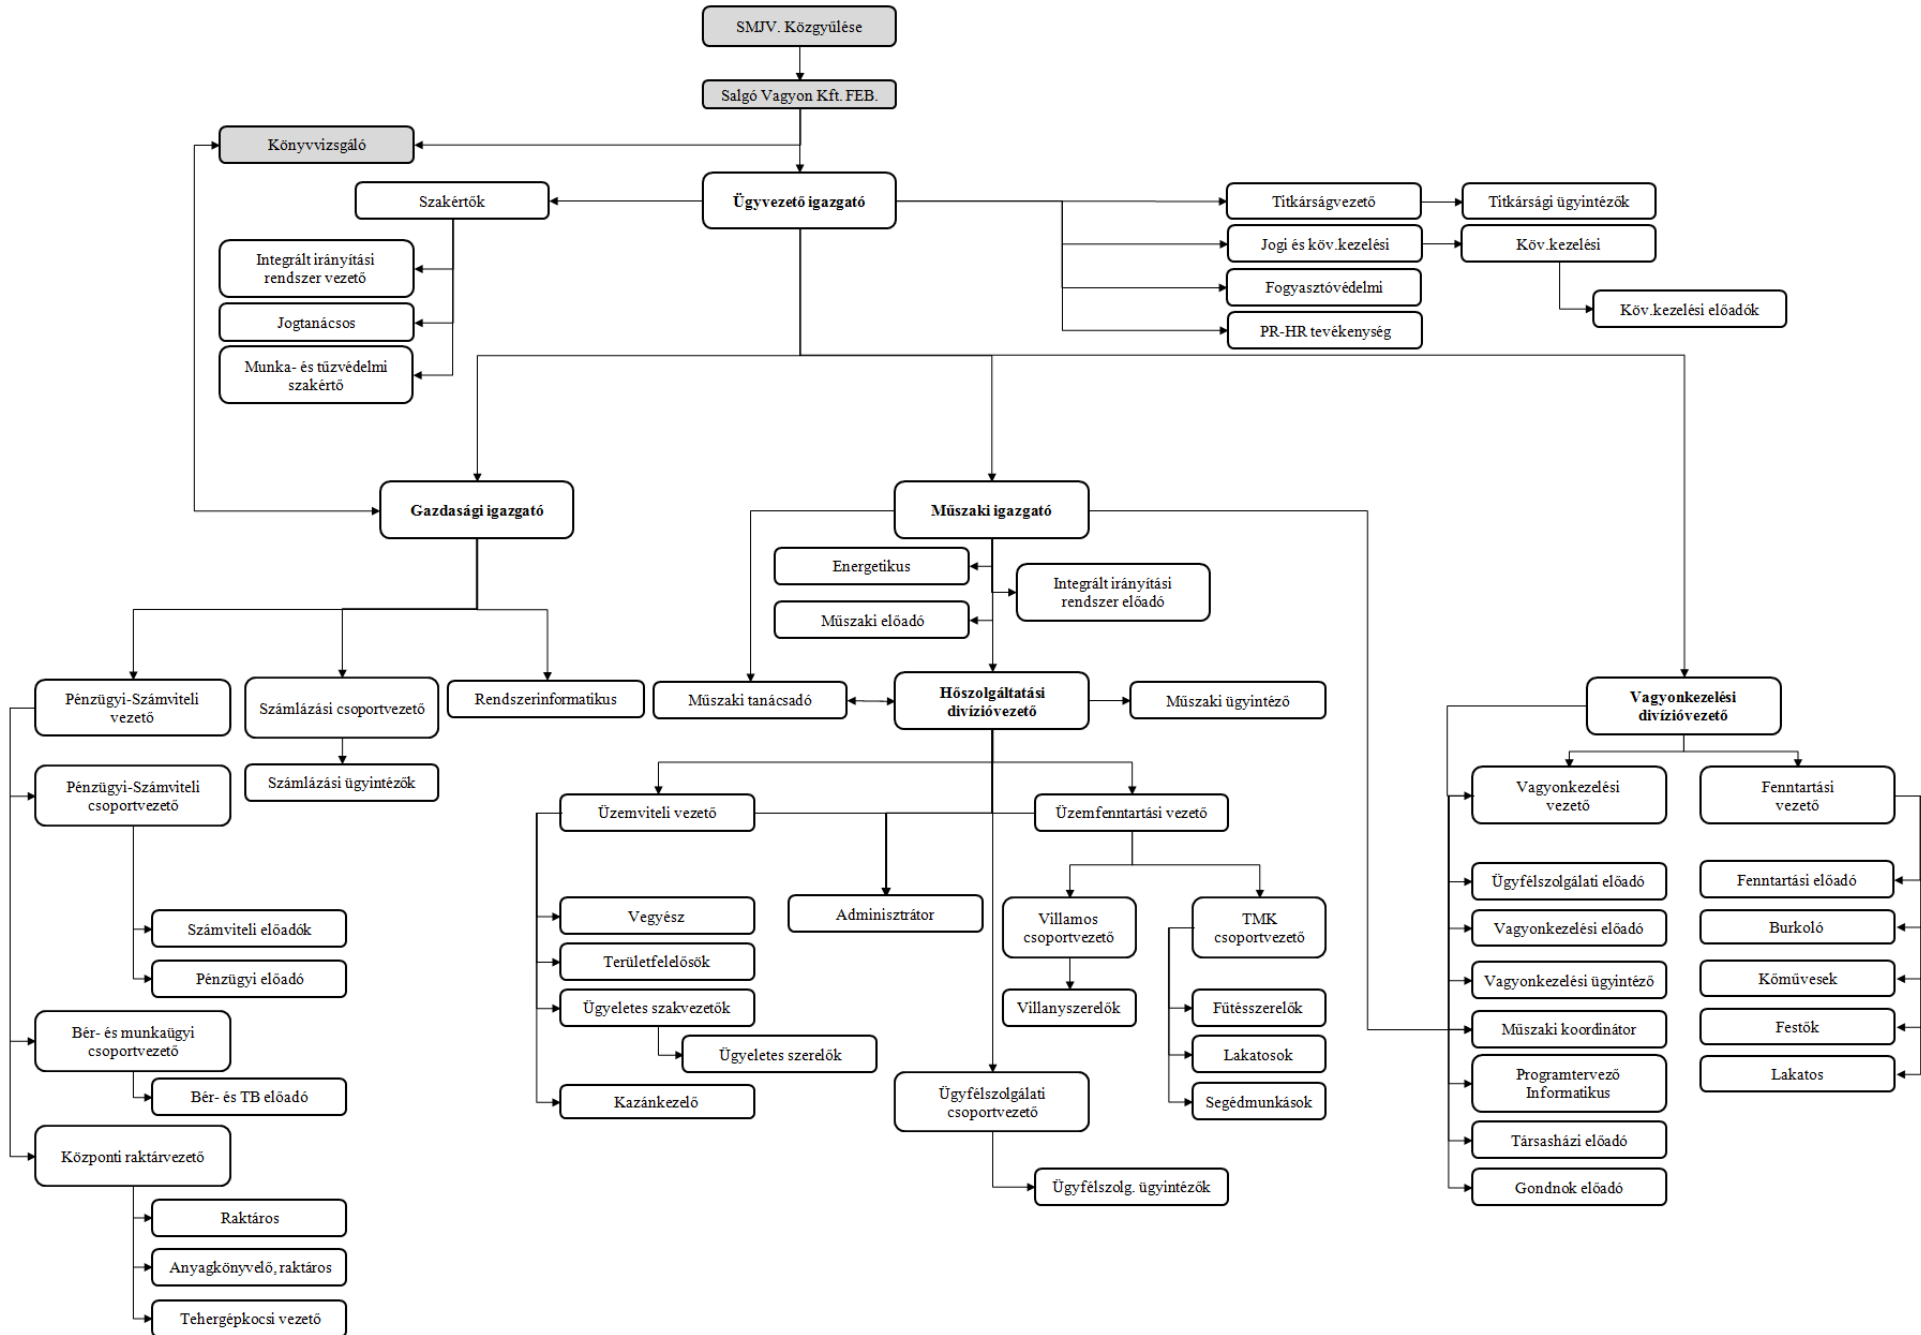 SMJV. Közgyűlése
Salgó Vagyon Kft. FEB.
Könyvvizsgáló
Szakértők
Ügyvezető igazgató
Titkárságvezető
Titkársági ügyintézők
Jogi és köv.kezelési
Köv.kezelési
Integrált irányítási
rendszer vezető
Fogyasztóvédelmi
Köv.kezelési előadók
Jogtanácsos
PR-HR tevékenység
Munka- és tűzvédelmi
szakértő
Gazdasági igazgató
Műszaki igazgató
Energetikus
Integrált irányítási
rendszer előadó
Műszaki előadó
Pénzügyi-Számviteli
vezető
Számlázási csoportvezető
Rendszerinformatikus
Műszaki tanácsadó
Hőszolgáltatási
divízióvezető
Műszaki ügyintéző
Vagyonkezelési
divízióvezető
Számlázási ügyintézők
Pénzügyi-Számviteli
csoportvezető
Üzemviteli vezető
Üzemfenntartási vezető
Vagyonkezelési
vezető
Fenntartási
vezető
Ügyfélszolgálati előadó
Fenntartási előadó
Számviteli előadók
Vegyész
Adminisztrátor
Villamos
csoportvezető
TMK
csoportvezető
Vagyonkezelési előadó
Burkoló
Pénzügyi előadó
Területfelelősök
Vagyonkezelési ügyintéző
Kőművesek
Ügyeletes szakvezetők
Villanyszerelők
Fűtésszerelők
Műszaki koordinátor
Festők
Bér- és munkaügyi
csoportvezető
Ügyeletes szerelők
Lakatosok
Programtervező
Informatikus
Lakatos
Bér- és TB előadó
Kazánkezelő
Ügyfélszolgálati
csoportvezető
Segédmunkások
Központi raktárvezető
Társasházi előadó
Ügyfélszolg. ügyintézők
Gondnok előadó
Raktáros
Anyagkönyvelő, raktáros
Tehergépkocsi vezető